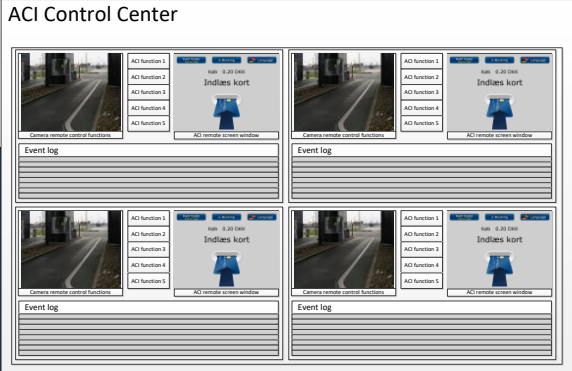 ACI Control Center
ACI function 1
ACI function 2
ACI function 3
ACI function 4
ACI function 5
Køb 0.20 DKK
Indlæs kort
Camera remote control functions
ACI remote screen window
Event log
ACI function 1
ACI function 2
ACI function 3
ACI function 4
ACI function 5
Køb 0.20 DKK
Indlæs kort
Camera remote control functions
ACI remote screen window
Event log
ACI function 1
ACI function 2
ACI function 3
ACI function 4
ACI function 5
Køb 0.20 DKK
Indlæs kort
Camera remote control functions
ACI remote screen window
Event log
ACI function 1
ACI function 2
ACI function 3
ACI function 4
ACI function 5
Køb 0.20 DKK
Indlæs kort
Camera remote control functions
ACI remote screen window
Event log